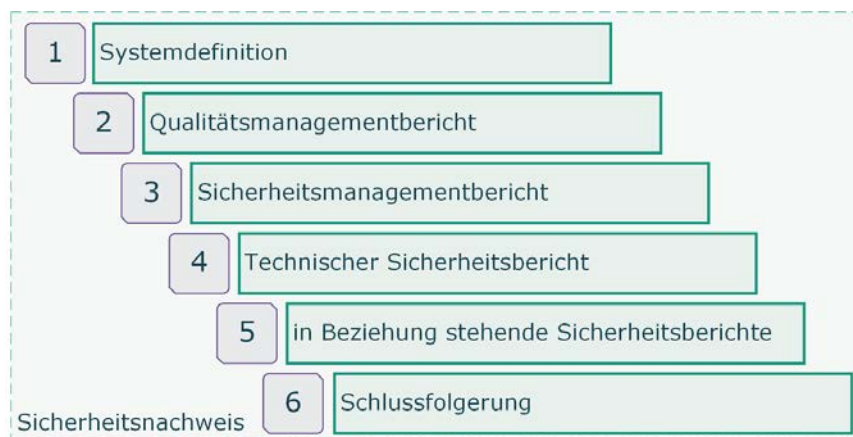 1 Systemdefinition
2 Qualitätsmanagementbericht
3 Sicherheitsmanagementbericht
4 Technischer Sicherheitsbericht
5 in Beziehung stehende Sicherheitsberichte
6 Schlussfolgerung
Sicherheitsnachweis